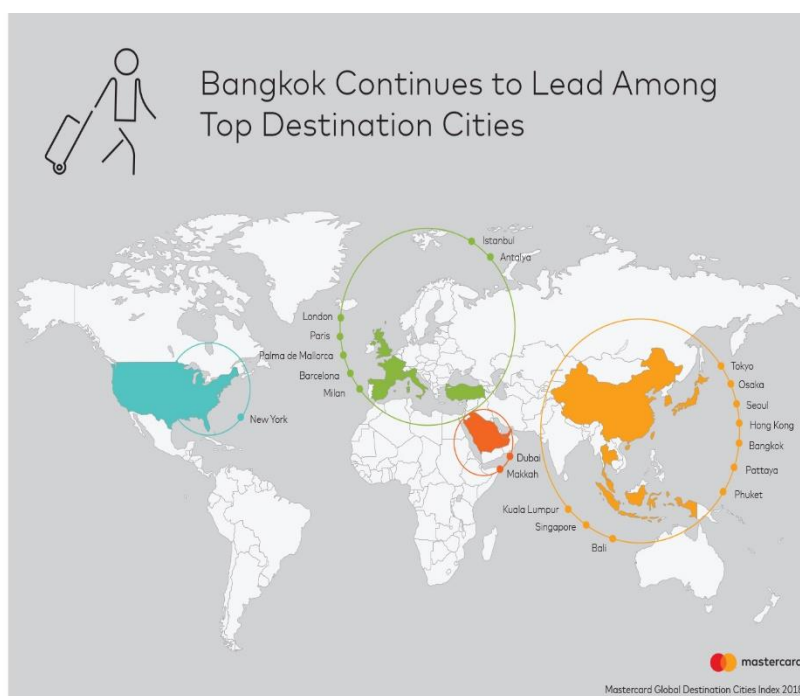 Bangkok Continues to Lead Among
Top Destination Cities
Istanbul
Antalya
London
Paris
Palma de Mallorca
Barcelona
Milan
New York
Dubai
Makkah
Tokyo
Osaka
Seoul
Hong Kong
Bangkok
Pattaya
Phuket
Kuala Lumpur
Singapore
Bali
mastercard
Mastercard Global Destination Cities Index